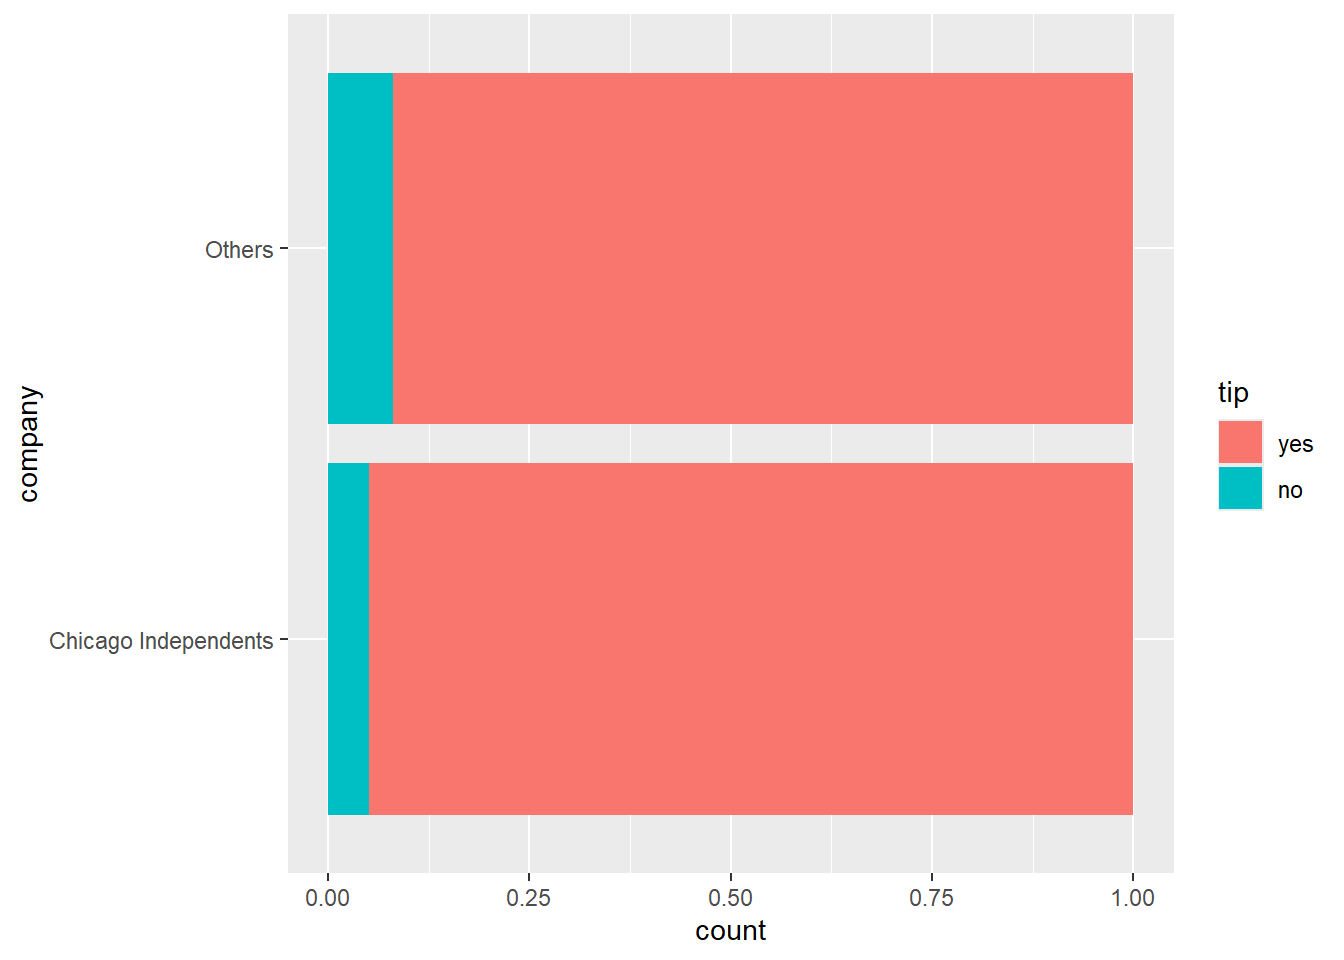 company
Others
Chicago Independents
0.00 0.25 0.50 0.75 1.00
count
tip
yes
no